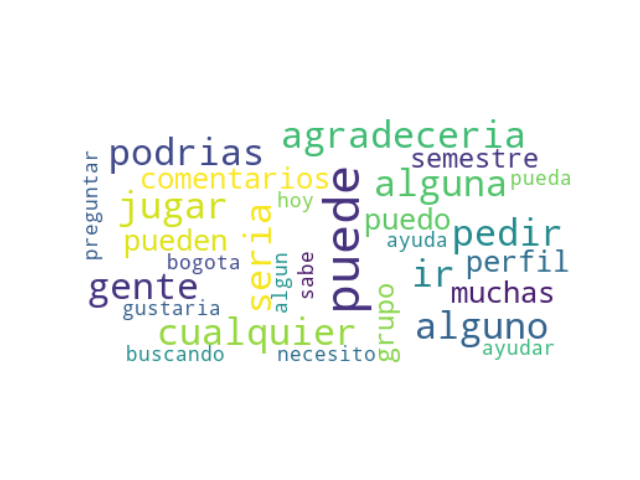 agradeceria
podrias
semestre
preguntar
comentarios
alguna
pueda
puede
jugar
hoy
seria
puedo
pedir
pueden
ayuda
bogota
algun
sabe
ir
perfil
gente
grupo
muchas
gustaria
cualquier
alguno
buscando
necesito
ayudar